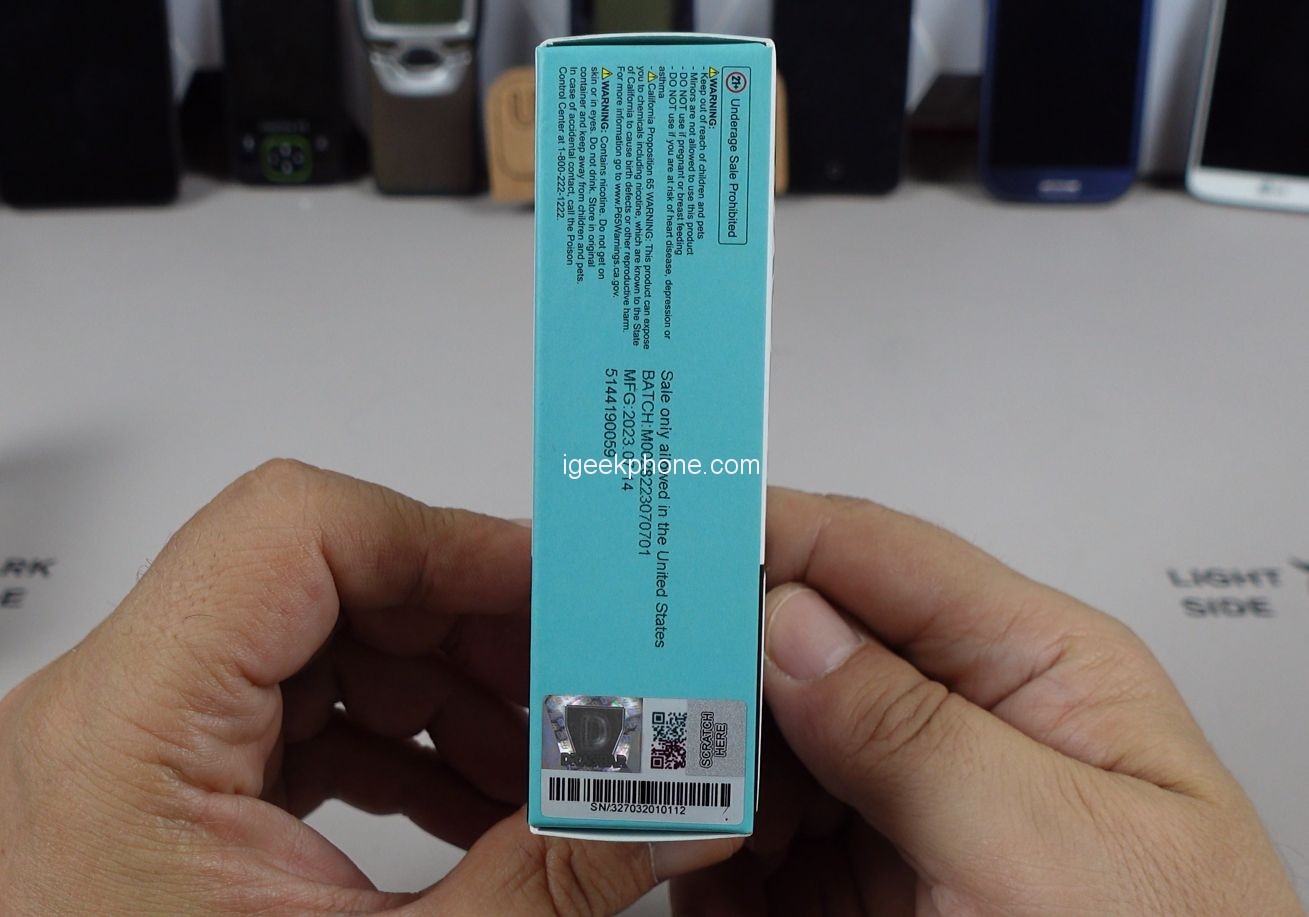 21+ Underage Sale Prohibited
WARNING:
- Keep out of reach of children and pets
- Minors are not allowed to use this product
- DO NOT use if pregnant or breast feeding
- DO NOT use if you are at risk of heart disease, depression or
asthma
- California Proposition 65 WARNING: This product can expose
you to chemicals including nicotine, which are known to the State
of California to cause birth defects or other reproductive harm.
For more information go to www.P65Warnings.ca.gov.
WARNING: Contains nicotine. Do not get on
skin or in eyes. Do not drink. Store in original
container and keep away from children and pets.
In case of accidental contact, call the Poison
Control Center at 1-800-222-1222.
Sale only allowed in the United States
MFG:2023.
5144190059
igeekphone.com
D
SCRATCH
HERE
SN:327032010112
LIGHT
SIDE
RK
E
U